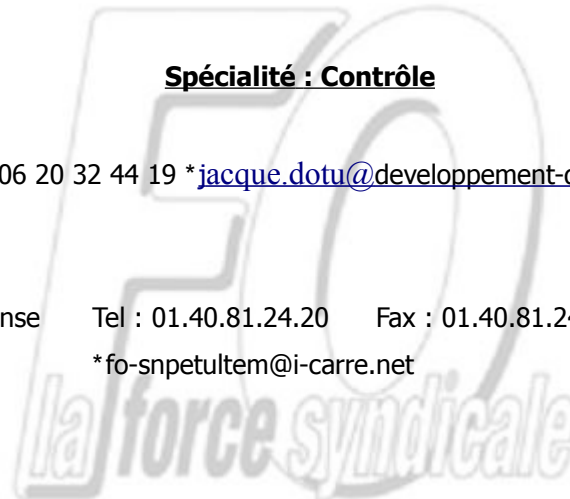 Spécialité : Contrôle
06 20 32 44 19 *jacque.dotu@developpement-
nse Tel : 01.40.81.24.20 Fax : 01.40.81.24
*fo-snpetultem@i-carre.net
FO
la force syndicale